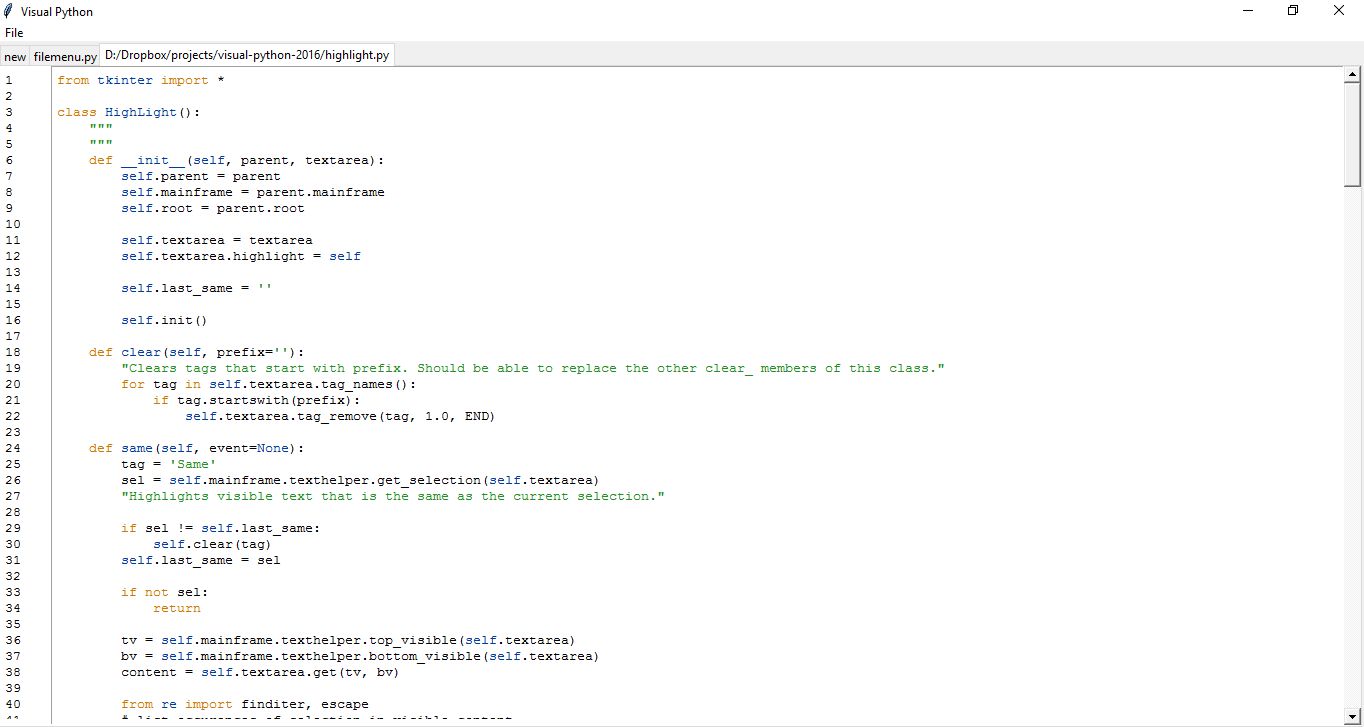 Visual Python
File
new filemenu.py D:/Dropbox/projects/visual-python-2016/highlight.py
1 from tkinter import *
2
3 class HighLight():
4     """
5     """
6     def __init__(self, parent, textarea):
7         self.parent = parent
8         self.mainframe = parent.mainframe
9         self.root = parent.root
10
11         self.textarea = textarea
12         self.textarea.highlight = self
13
14         self.last_same = ''
15
16         self.init()
17
18     def clear(self, prefix=''):
19         "Clears tags that start with prefix. Should be able to replace the other clear_ members of this class."
20         for tag in self.textarea.tag_names():
21             if tag.startswith(prefix):
22                 self.textarea.tag_remove(tag, 1.0, END)
23
24     def same(self, event=None):
25         tag = 'Same'
26         sel = self.mainframe.texthelper.get_selection(self.textarea)
27         "Highlights visible text that is the same as the current selection."
28
29         if sel != self.last_same:
30             self.clear(tag)
31         self.last_same = sel
32
33         if not sel:
34             return
35
36         tv = self.mainframe.texthelper.top_visible(self.textarea)
37         bv = self.mainframe.texthelper.bottom_visible(self.textarea)
38         content = self.textarea.get(tv, bv)
39
40         from re import finditer, escape